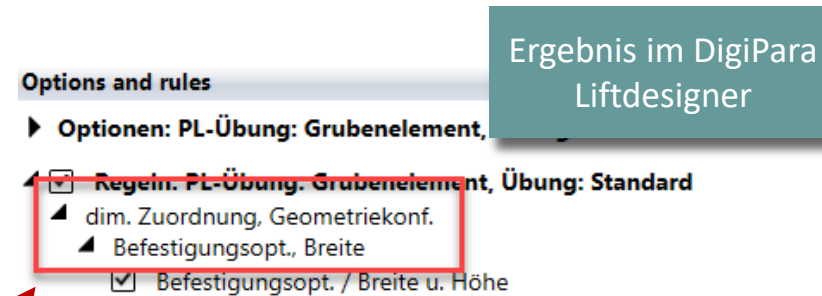 Ergebnis im DigiPara
Liftdesigner
Options and rules
Optionen: PL-Übung: Grubenelement,
Regeln: PL-Übung: Grubenelement, Übung: Standard
dim. Zuordnung, Geometriekonf.
Befestigungsopt., Breite
Befestigungsopt. / Breite u. Höhe